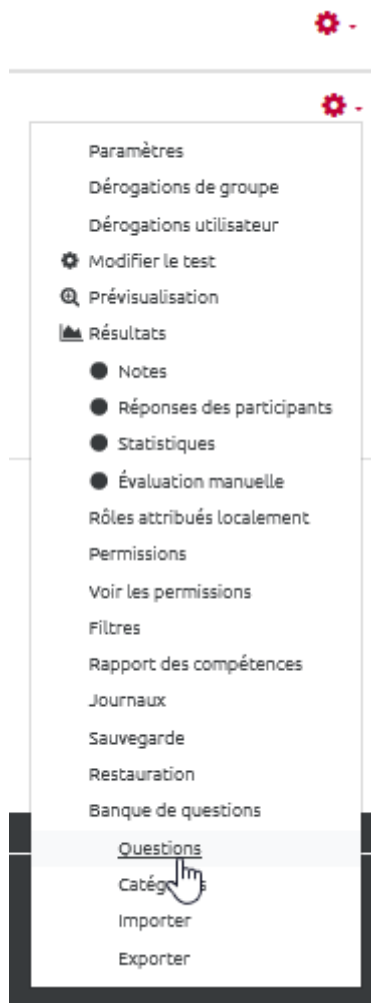 Paramètres
Dérogations de groupe
Dérogations utilisateur
Modifier le test
Prévisualisation
Résultats
Notes
Réponses des participants
Statistiques
Évaluation manuelle
Rôles attribués localement
Permissions
Voir les permissions
Filtres
Rapport des compétences
Journaux
Sauvegarde
Restauration
Banque de questions
Questions
Importer
Exporter